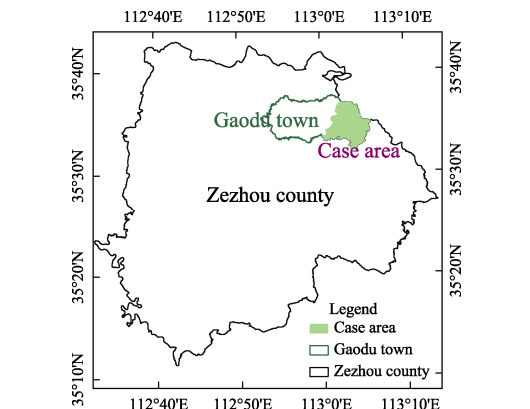 112°40'E 112°50'E 113°0'E 113°10'E
35°40'N 35°40'N
Gaodu town
Case area
35°30'N 35°30'N
Zezhou county
35°20'N 35°20'N
Legend
Case area
Gaodu town
Zezhou county
35°10'N
112°40'E 112°50'E 113°0'E 113°10'E